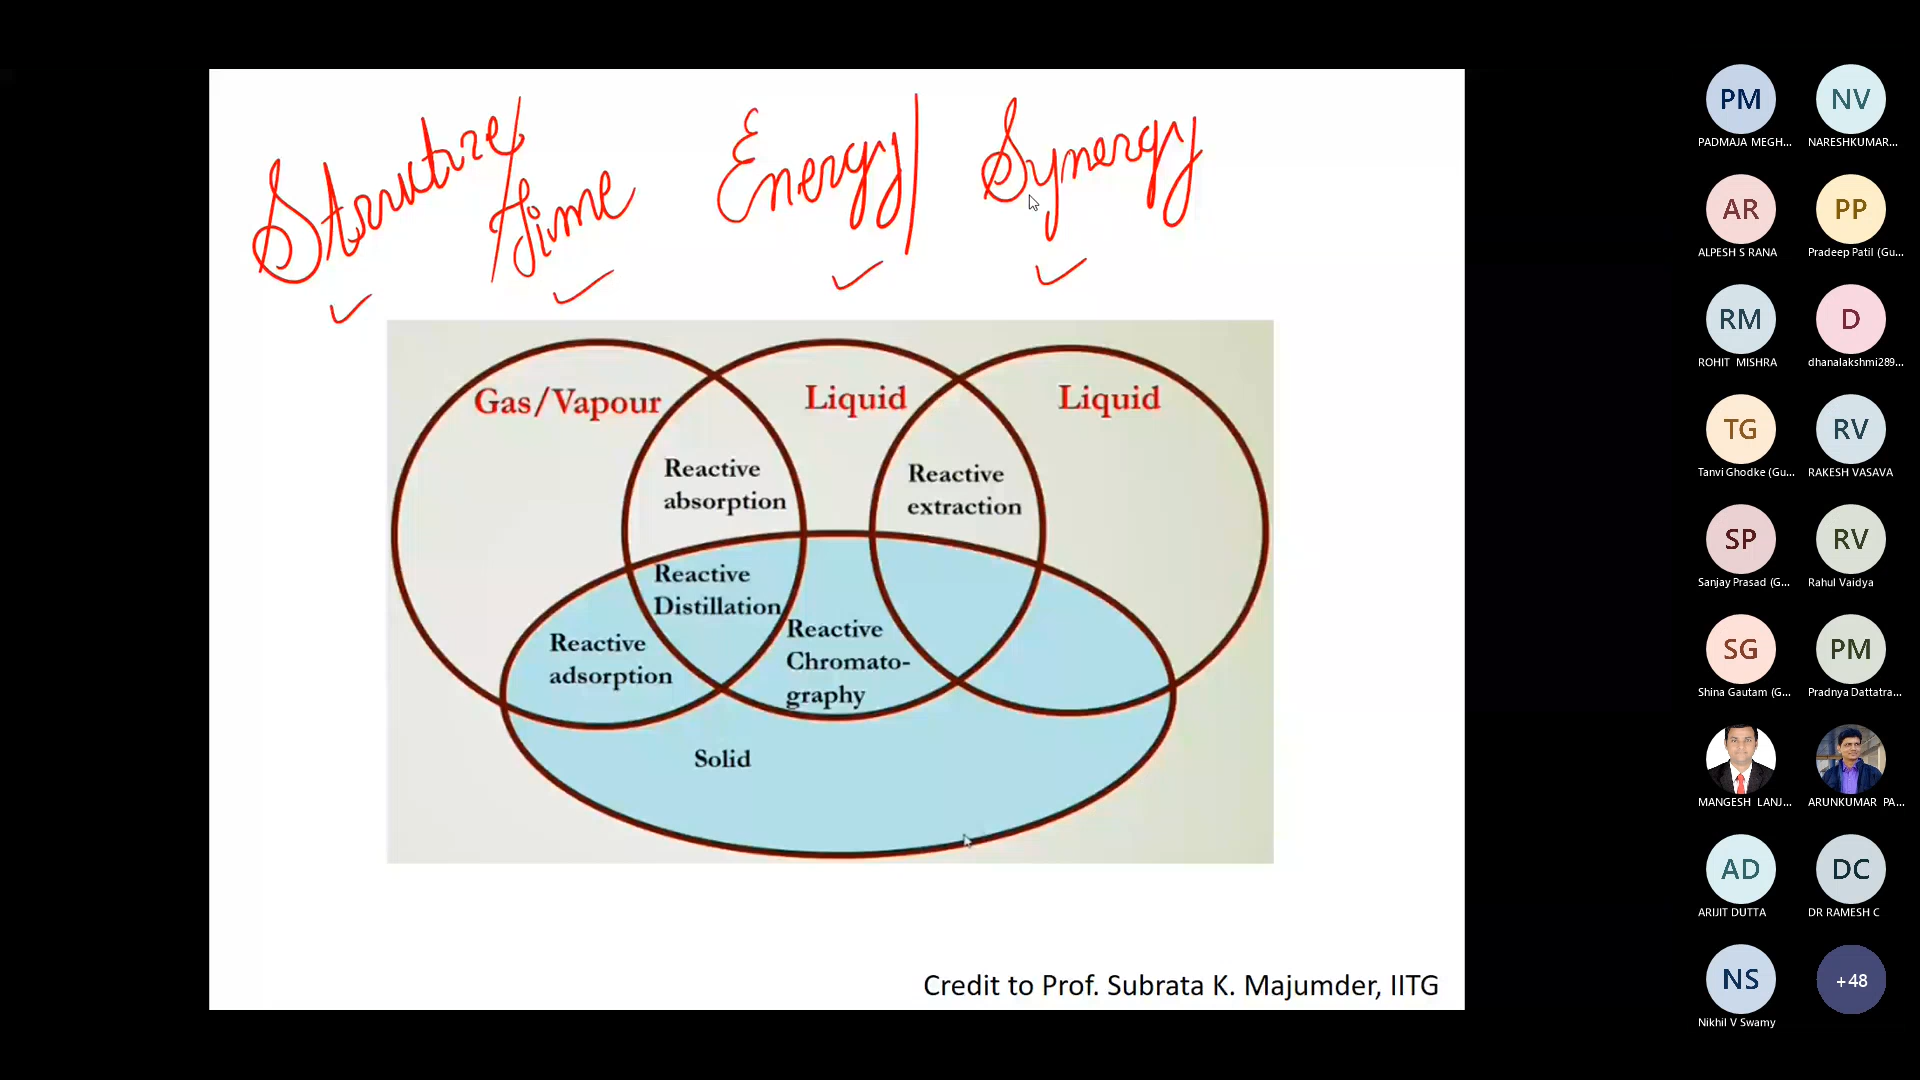 Structure/
Time
Energy/
Synergy
Gas/Vapour
Liquid
Liquid
Reactive
absorption
Reactive
extraction
Reactive
Distillation
Reactive
adsorption
Reactive
Chromato-
graphy
Solid
Credit to Prof. Subrata K. Majumder, IITG
PM
NV
PADMAJA MEGH...
NARESHKUMAR...
AR
PP
ALPESH S RANA
Pradeep Patil (Gu...
RM
D
ROHIT MISHRA
dhanalakshmi289...
TG
RV
Tanvi Ghodke (Gu...
RAKESH VASAVA
SP
RV
Sanjay Prasad (G...
Rahul Vaidya
SG
PM
Shina Gautam (G...
Pradnya Dattatra...
MANGESH LANJ...
ARUNKUMAR PA...
AD
DC
ARIJIT DUTTA
DR RAMESH C
NS
+48
Nikhil V Swamy